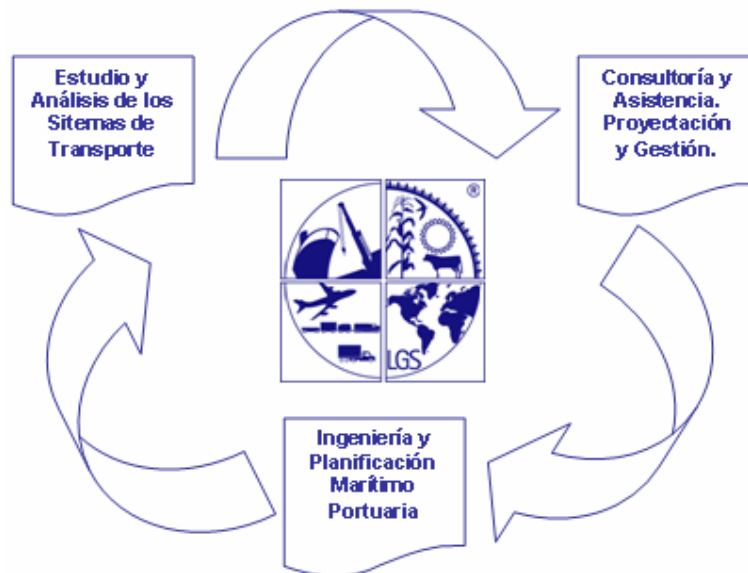 Estudio y
Análisis de los
Sitemas de
Transporte
Consultoría y
Asistencia.
Proyectación
y Gestión.
®
LGS
Ingeniería y
Planificación
Marítimo
Portuaria